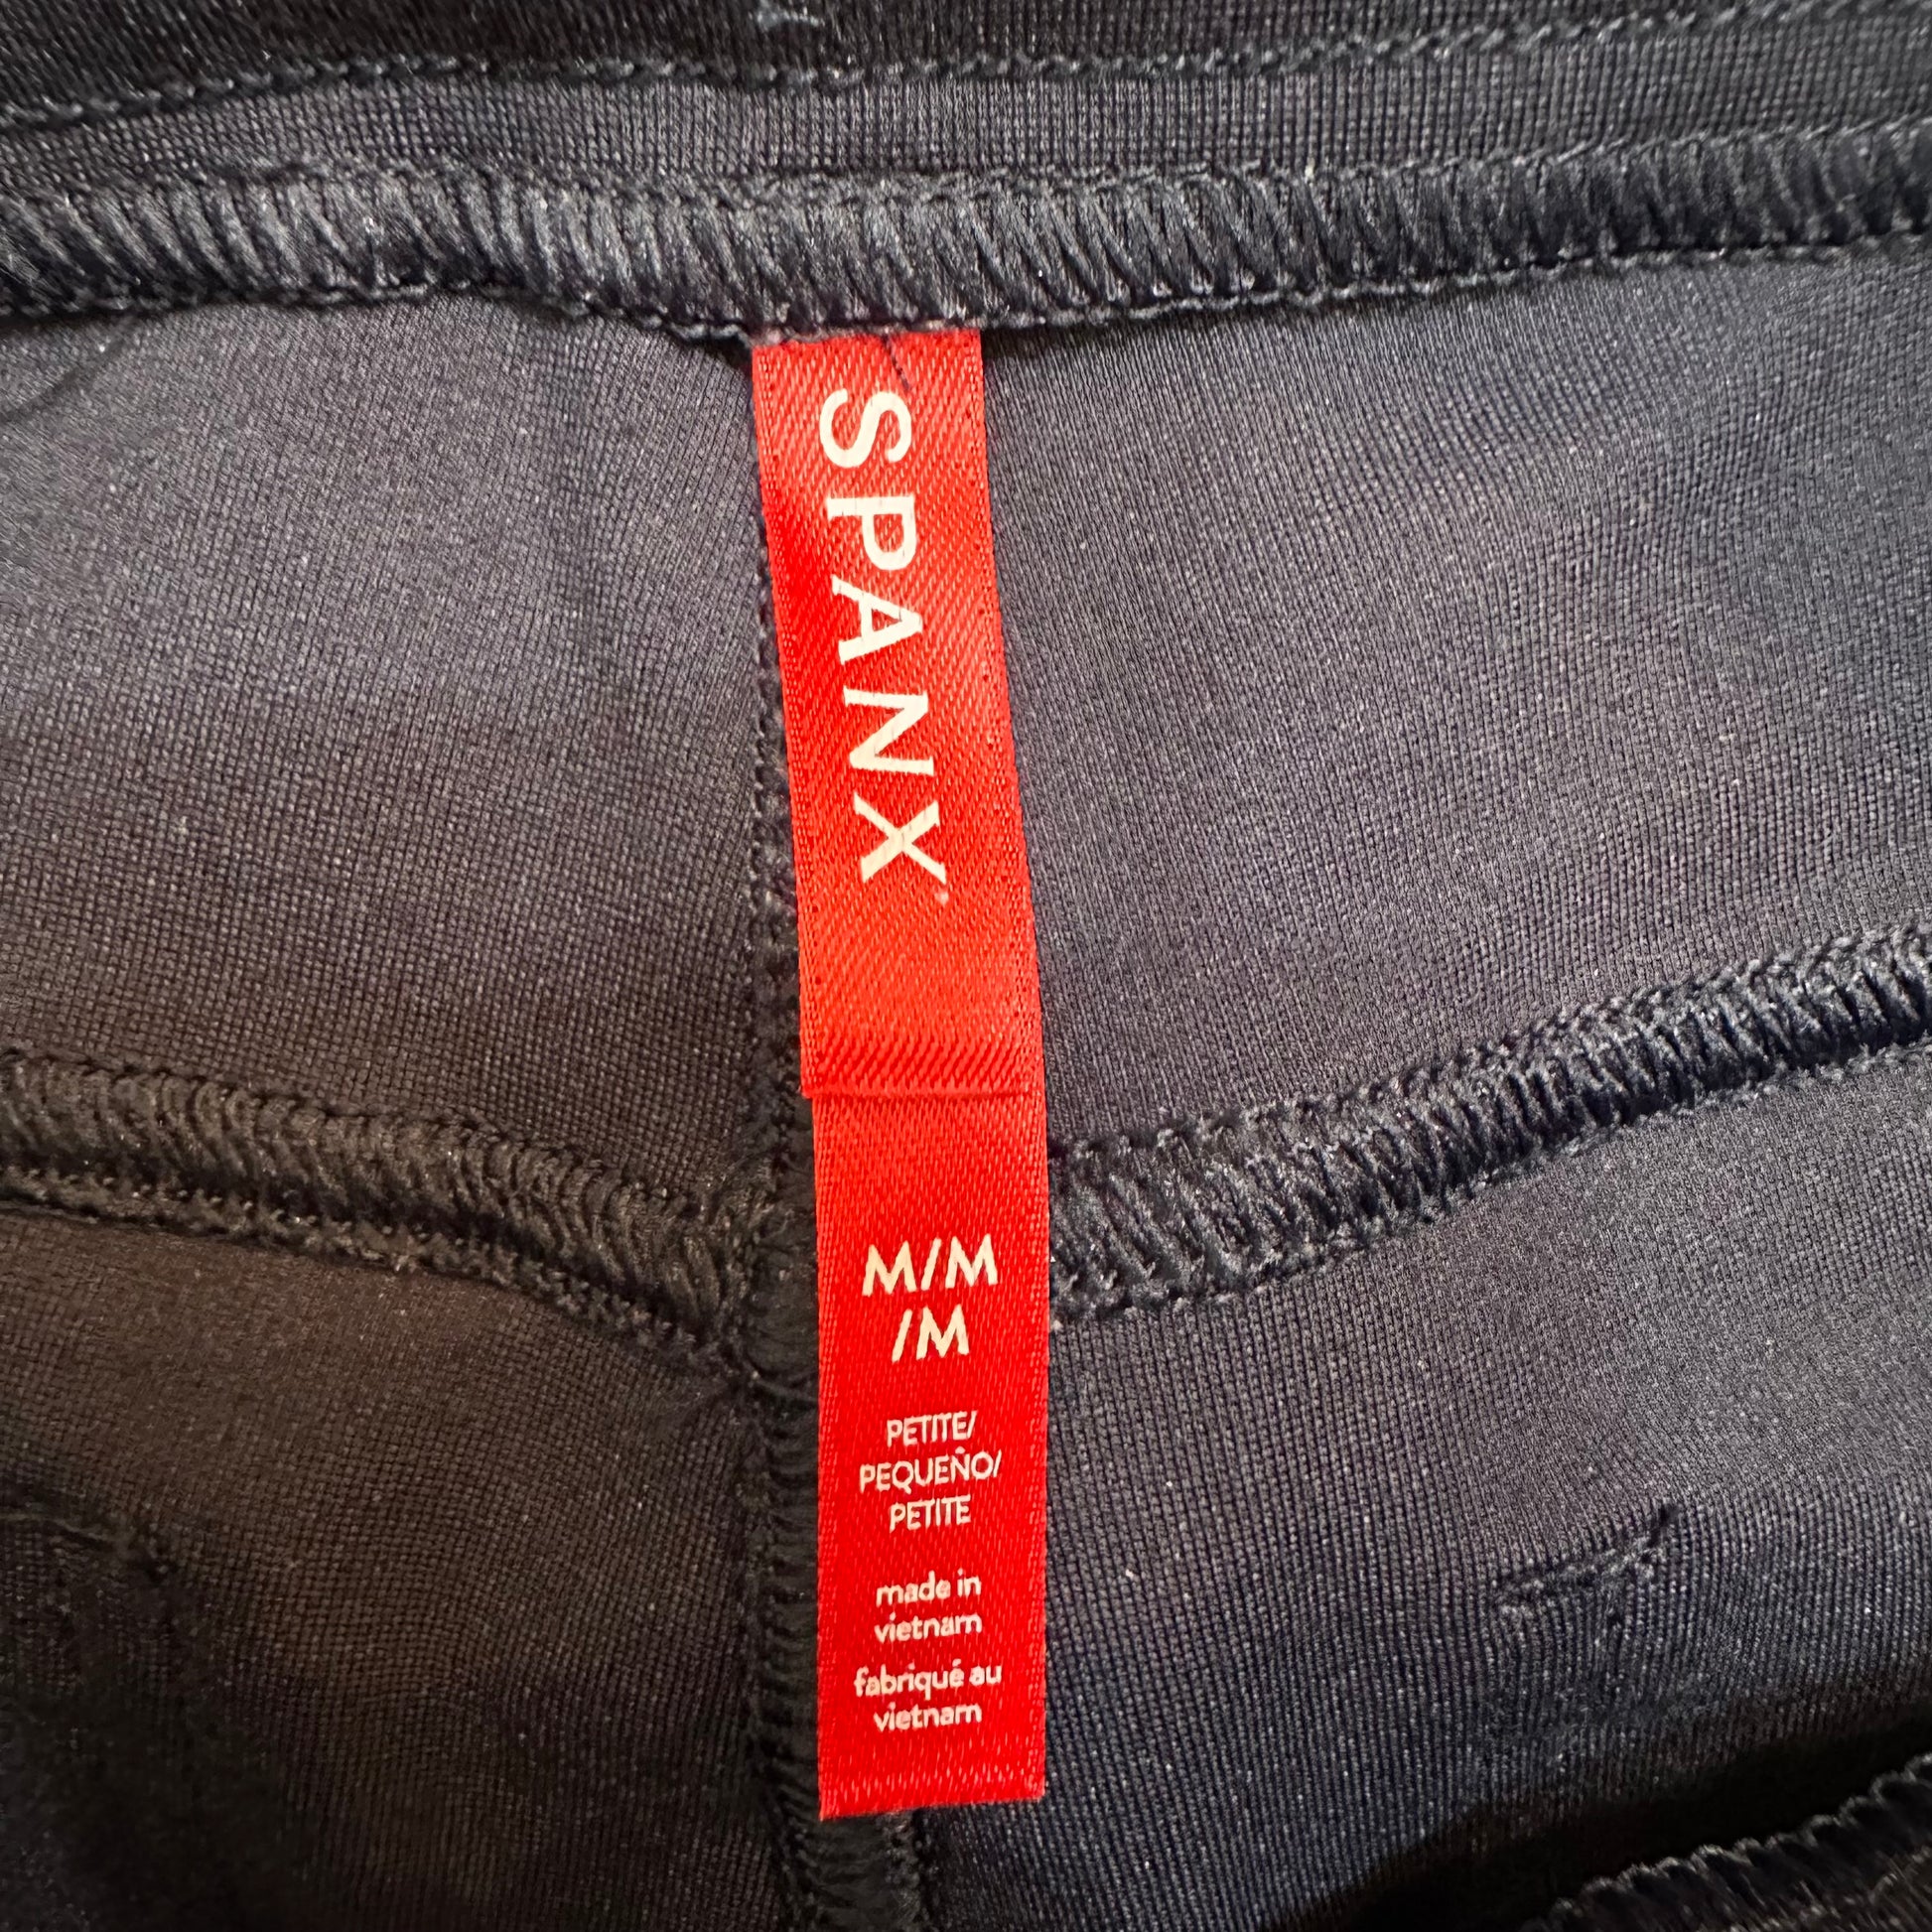 SPANX
M/M
/M
PETITE/
PEQUEÑO/
PETITE
made in
vietnam
fabriqué au
vietnam